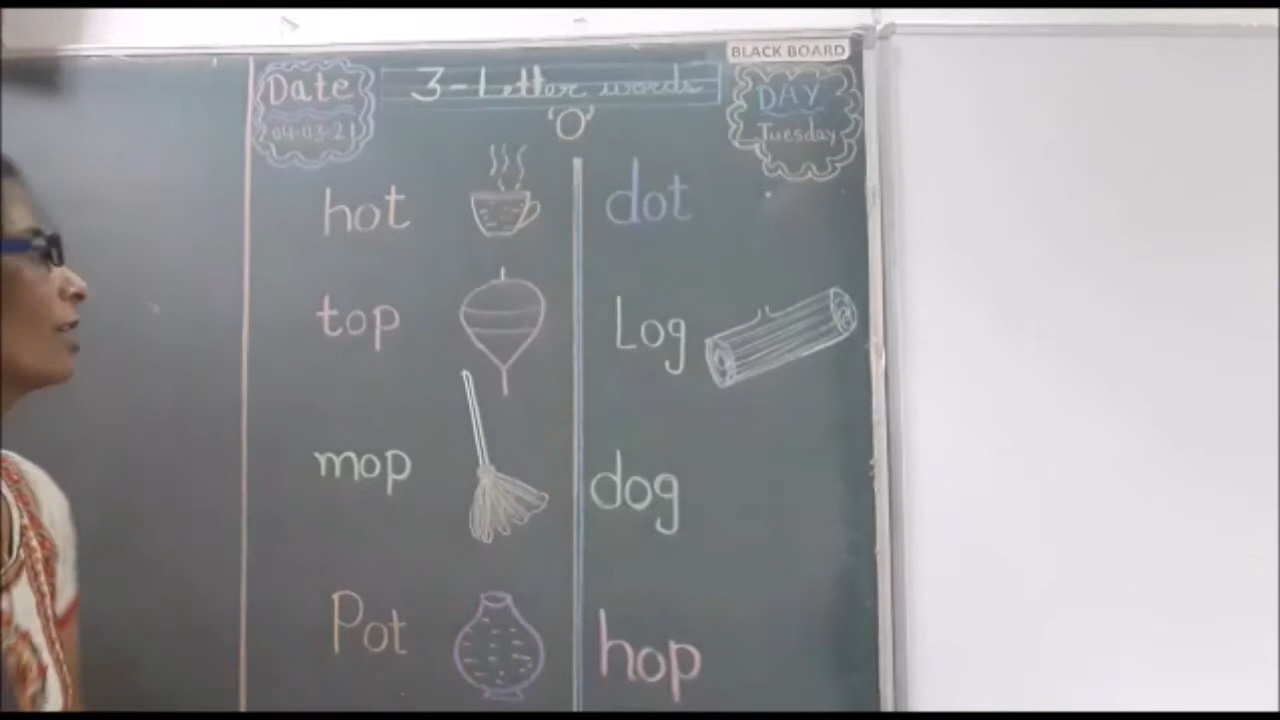 BLACK BOARD
Date
04-03-21
3-Letter words
'O'
DAY
Tuesday
hot
top
mop
Pot
dot
Log
dog
hop